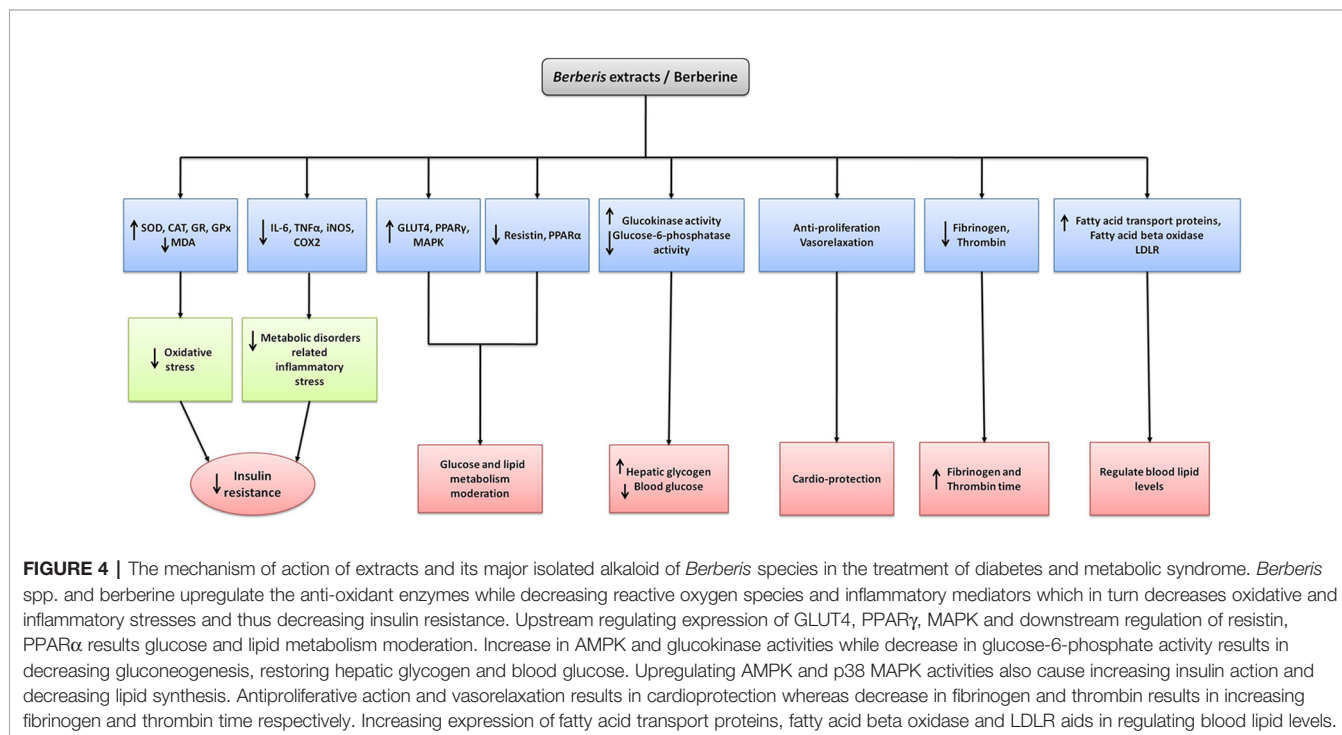 Berberis extracts / Berberine
↑ SOD, CAT, GR, GPx
↓ MDA
↓ IL-6, TNFα, iNOS,
COX2
↑ GLUT4, PPARγ,
MAPK
↓ Resistin, PPARα
↑ Glucokinase activity
↓ Glucose-6-phosphatase
activity
Anti-proliferation
Vasorelaxation
↓ Fibrinogen,
Thrombin
↑ Fatty acid transport proteins,
Fatty acid beta oxidase
LDLR
↓ Oxidative
stress
↓ Metabolic disorders
related
inflammatory
stress
↓ Insulin
resistance
Glucose and lipid
metabolism
moderation
↑ Hepatic glycogen
↓ Blood glucose
Cardio-protection
↑ Fibrinogen and
Thrombin time
Regulate blood lipid
levels
FIGURE 4 | The mechanism of action of extracts and its major isolated alkaloid of Berberis species in the treatment of diabetes and metabolic syndrome. Berberis
spp. and berberine upregulate the anti-oxidant enzymes while decreasing reactive oxygen species and inflammatory mediators which in turn decreases oxidative and
inflammatory stresses and thus decreasing insulin resistance. Upstream regulating expression of GLUT4, PPARγ, MAPK and downstream regulation of resistin,
PPARα results glucose and lipid metabolism moderation. Increase in AMPK and glucokinase activities while decrease in glucose-6-phosphate activity results in
decreasing gluconeogenesis, restoring hepatic glycogen and blood glucose. Upregulating AMPK and p38 MAPK activities also cause increasing insulin action and
decreasing lipid synthesis. Antiproliferative action and vasorelaxation results in cardioprotection whereas decrease in fibrinogen and thrombin results in increasing
fibrinogen and thrombin time respectively. Increasing expression of fatty acid transport proteins, fatty acid beta oxidase and LDLR aids in regulating blood lipid levels.